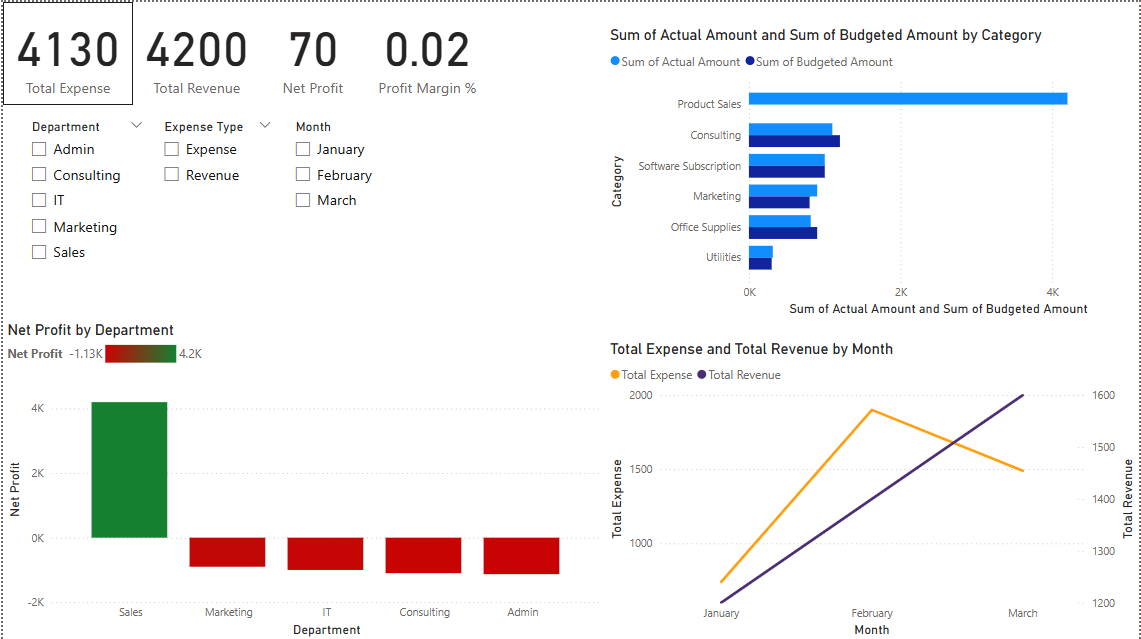 4130
Total Expense
4200
Total Revenue
70
Net Profit
0.02
Profit Margin %
Department
Admin
Consulting
IT
Marketing
Sales
Expense Type
Expense
Revenue
Month
January
February
March
Sum of Actual Amount and Sum of Budgeted Amount by Category
Sum of Actual Amount Sum of Budgeted Amount
Category
Product Sales
Consulting
Software Subscription
Marketing
Office Supplies
Utilities
0K 2K 4K
Sum of Actual Amount and Sum of Budgeted Amount
Net Profit by Department
Net Profit -1.13K 4.2K
Net Profit
4K
2K
0K
-2K
Sales Marketing IT Consulting Admin
Department
Total Expense and Total Revenue by Month
Total Expense Total Revenue
Total Expense
2000
1500
1000
1600
1500
1400
1300
1200
Total Revenue
January February March
Month